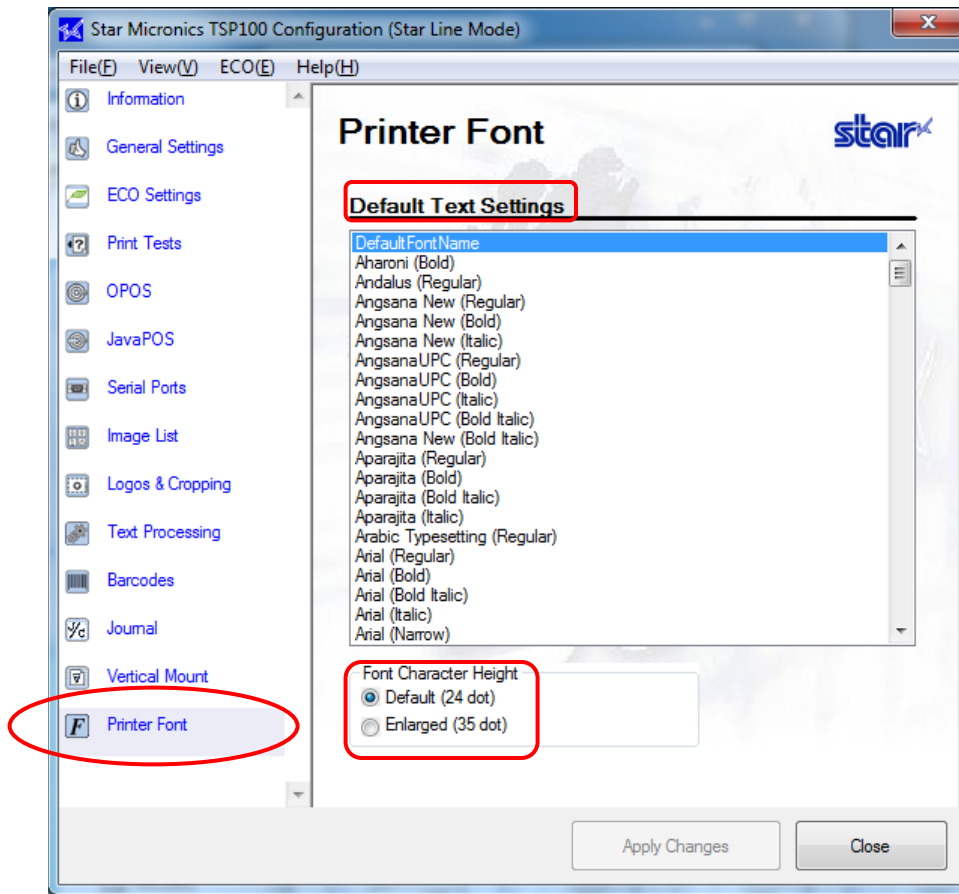 Star Micronics TSP100 Configuration (Star Line Mode)
File(F) View(V) ECO(E) Help(H)
Information
General Settings
ECO Settings
Print Tests
OPOS
JavaPOS
Serial Ports
Image List
Logos & Cropping
Text Processing
Barcodes
Journal
Vertical Mount
F Printer Font
Printer Font
star
Default Text Settings
DefaultFontName
Aharoni (Bold)
Andalus (Regular)
Angsana New (Regular)
Angsana New (Bold)
Angsana New (Italic)
AngsanaUPC (Regular)
AngsanaUPC (Bold)
AngsanaUPC (Italic)
AngsanaUPC (Bold Italic)
Angsana New (Bold Italic)
Aparajita (Regular)
Aparajita (Bold)
Aparajita (Bold Italic)
Aparajita (Italic)
Arabic Typesetting (Regular)
Arial (Regular)
Arial (Bold)
Arial (Bold Italic)
Arial (Italic)
Arial (Narrow)
Font Character Height
Default (24 dot)
Enlarged (35 dot)
Apply Changes
Close